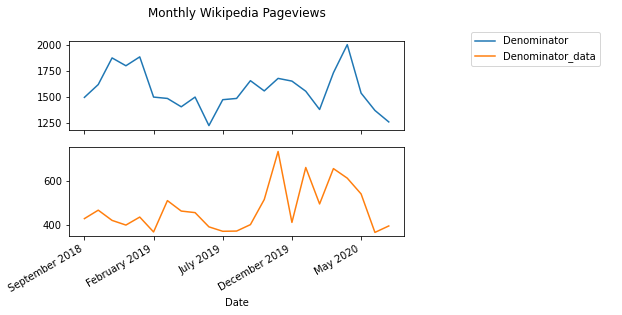 Monthly Wikipedia Pageviews
Denominator
Denominator_data
2000
1750
1500
1250
600
400
September 2018
February 2019
July 2019
December 2019
May 2020
Date